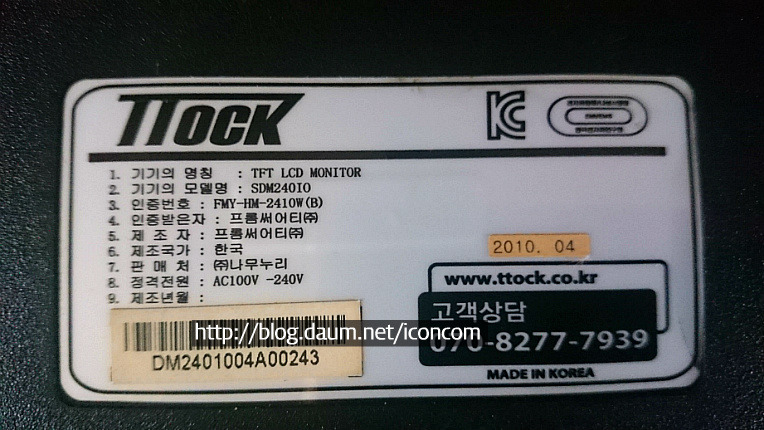 TTOCK
KC
1. 기기의 명칭 : TFT LCD MONITOR
2. 기기의 모델명 : SDM240IO
3. 인증번호 : FMY-HM-2410W(B)
4. 인증받은자 : 프롬써어티㈜
5. 제 조 자 : 프롬써어티㈜
6. 제조국가 : 한국
7. 판 매 처 : ㈜나무누리
8. 정격전원 : AC100V -240V
9. 제조년월 :
2010. 04
www.ttock.co.kr
고객상담
070-8277-7939
http://blog.daum.net/iconcom
DM2401004A00243
MADE IN KOREA